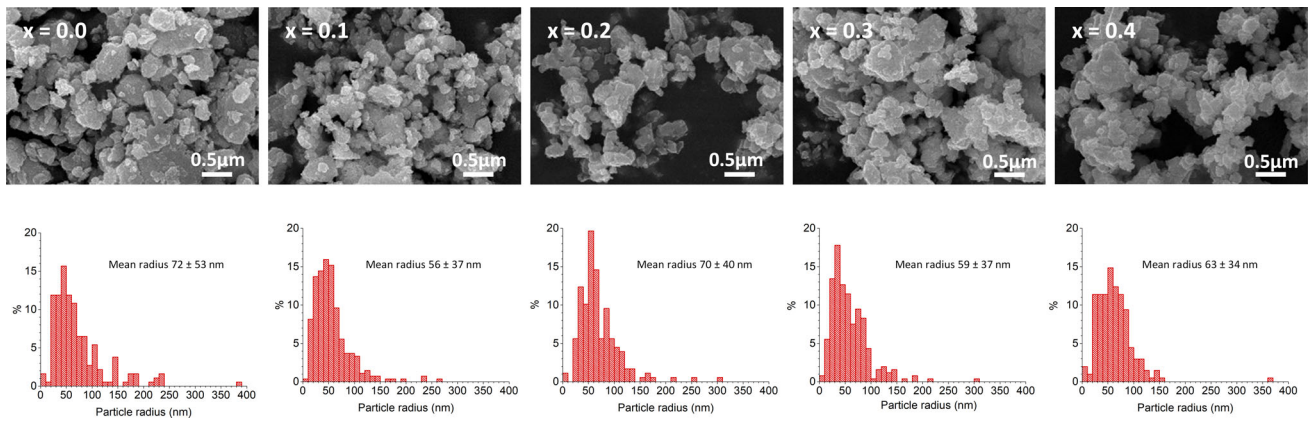 x = 0.0
0.5µm
x = 0.1
0.5µm
x = 0.2
0.5µm
x = 0.3
0.5µm
x = 0.4
0.5µm
20
15
10
5
0
%
Mean radius 72 ± 53 nm
0 50 100 150 200 250 300 350 400
Particle radius (nm)
20
15
10
5
0
%
Mean radius 56 ± 37 nm
0 50 100 150 200 250 300 350 400
Particle radius (nm)
20
15
10
5
0
%
Mean radius 70 ± 40 nm
0 50 100 150 200 250 300 350 400
Particle radius (nm)
20
15
10
5
0
%
Mean radius 59 ± 37 nm
0 50 100 150 200 250 300 350 400
Particle radius (nm)
20
15
10
5
0
%
Mean radius 63 ± 34 nm
0 50 100 150 200 250 300 350 400
Particle radius (nm)